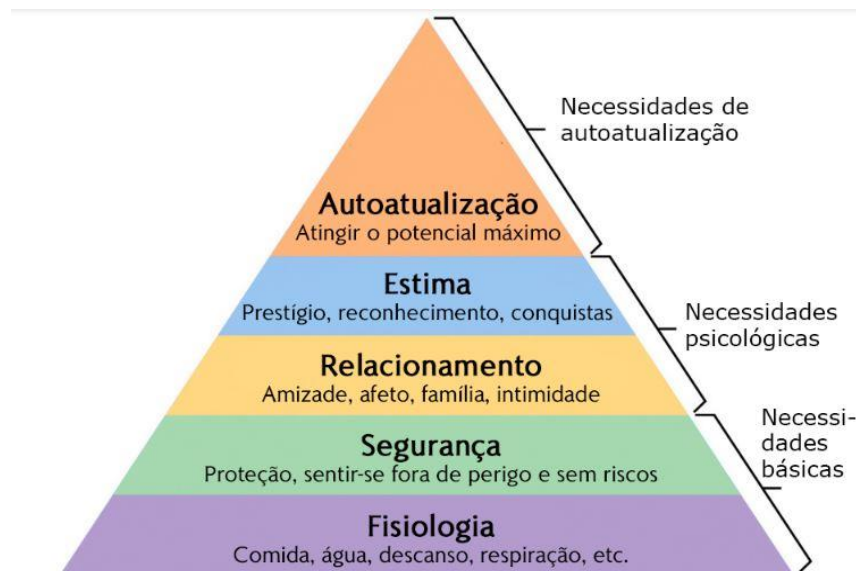 Necessidades de
autoatualização
Autoatualização
Atingir o potencial máximo
Estima
Prestígio, reconhecimento, conquistas
Necessidades
psicológicas
Relacionamento
Amizade, afeto, família, intimidade
Necessi-
dades
básicas
Segurança
Proteção, sentir-se fora de perigo e sem riscos
Fisiologia
Comida, água, descanso, respiração, etc.